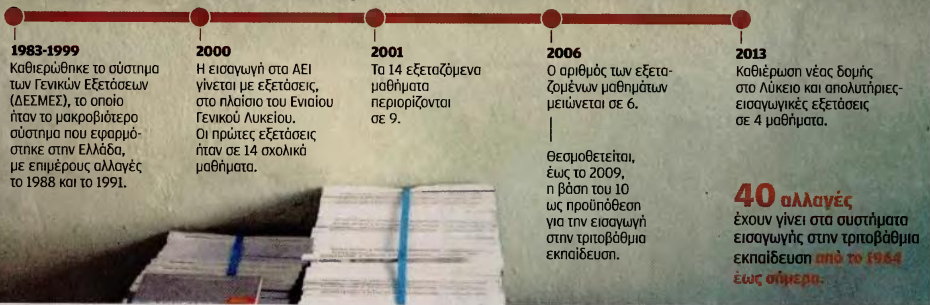 1983-1999
Καθιερώθηκε το σύστημα
των Γενικών Εξετάσεων
(ΔΕΣΜΕΣ), το οποίο
ήταν το μακροβιότερο
σύστημα που εφαρμό-
στηκε στην Ελλάδα,
με επιμέρους αλλαγές
το 1988 και το 1991.
2000
Η εισαγωγή στα ΑΕΙ
γίνεται με εξετάσεις,
στο πλαίσιο του Ενιαίου
Γενικού Λυκείου.
Οι πρώτες εξετάσεις
ήταν σε 14 σχολικά
μαθήματα.
2001
Τα 14 εξεταζόμενα
μαθήματα
περιορίζονται
σε 9.
2006
Ο αριθμός των εξετα-
ζομένων μαθημάτων
μειώνεται σε 6.
Θεσμοθετείται,
έως το 2009,
η βάση του 10
ως προϋπόθεση
για την εισαγωγή
στην τριτοβάθμια
εκπαίδευση.
2013
Καθιέρωση νέας δομής
στο Λύκειο και απολυτήριες-
εισαγωγικές εξετάσεις
σε 4 μαθήματα.
40 αλλαγές
έχουν γίνει στα συστήματα
εισαγωγής στην τριτοβάθμια
εκπαίδευση από το 1964
έως σήμερα.